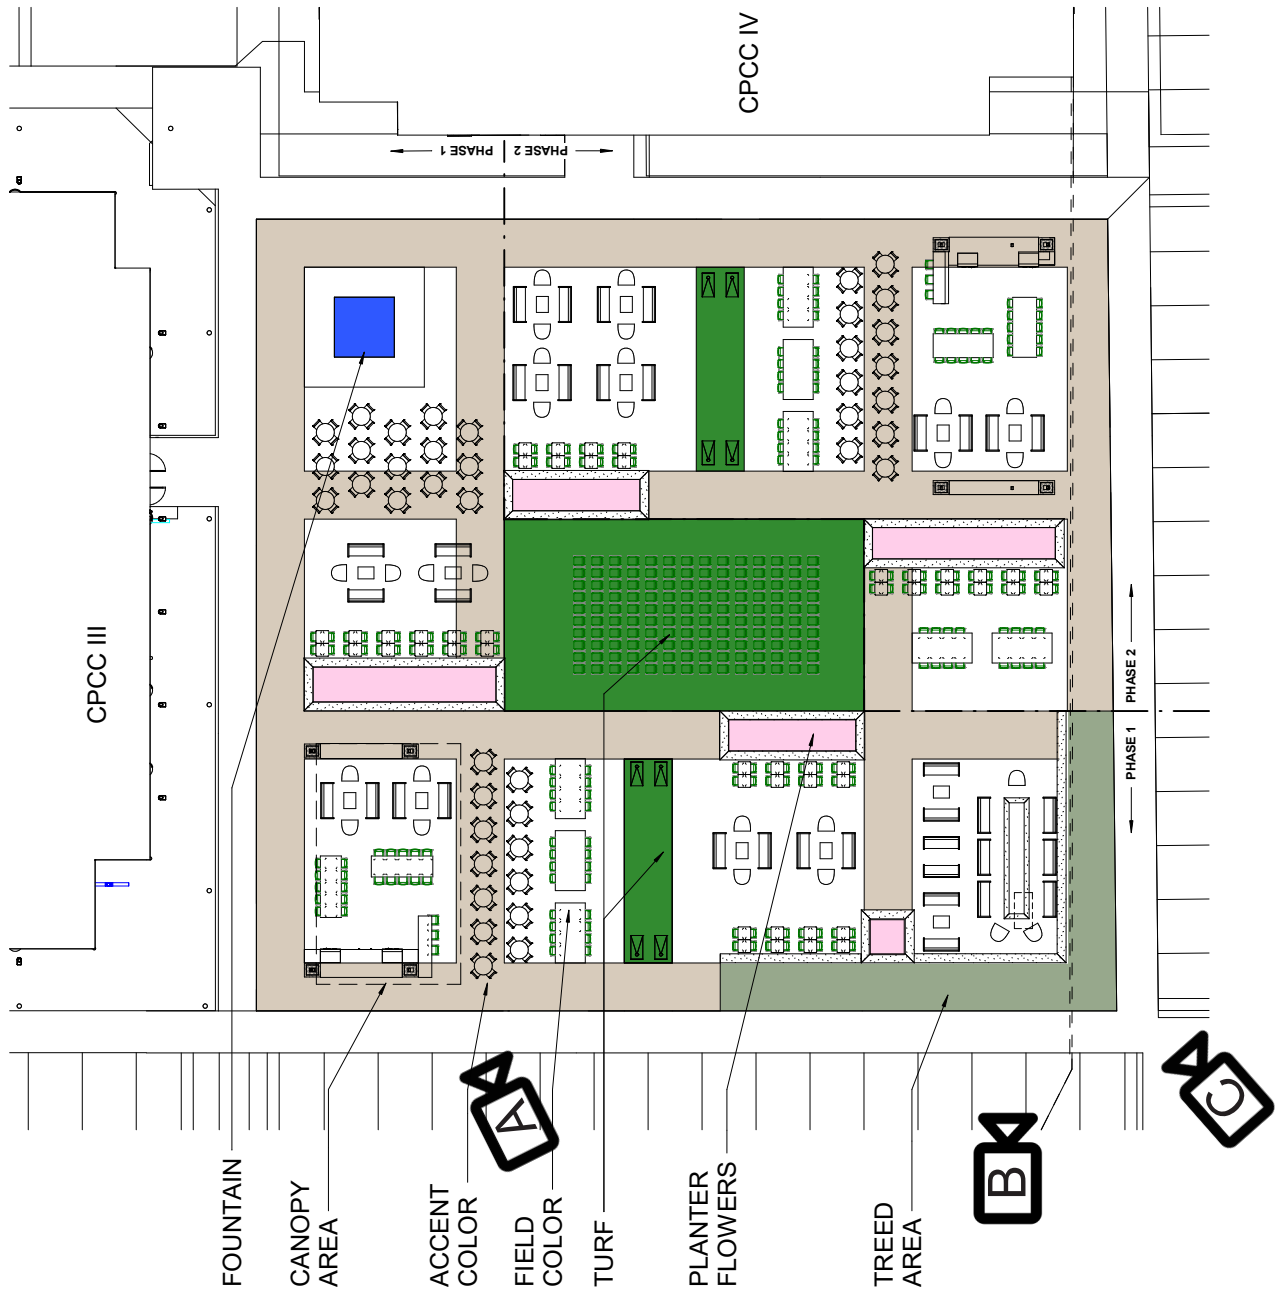 CPCC IV
PHASE 1
PHASE 2
CPCC III
PHASE 1
PHASE 2
A
B
C
FOUNTAIN
CANOPY
AREA
ACCENT
COLOR
FIELD
COLOR
TURF
PLANTER
FLOWERS
TREED
AREA